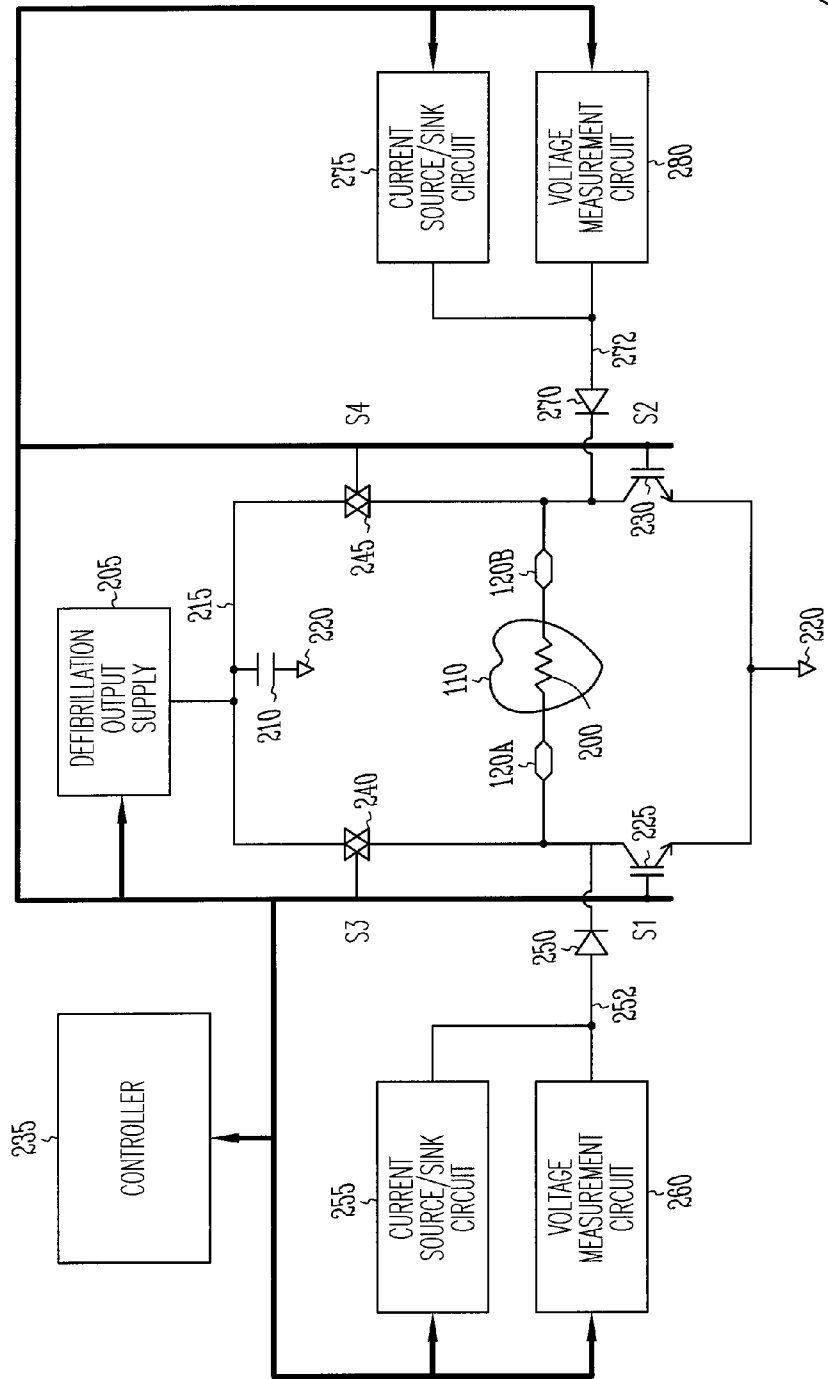 235
CONTROLLER
205
DEFIBRILLATION
OUTPUT
SUPPLY
215
210
220
S3
240
S4
245
255
CURRENT
SOURCE/SINK
CIRCUIT
VOLTAGE
MEASUREMENT
CIRCUIT
260
252
250
S1
225
120A
110
200
120B
220
230
S2
270
272
275
CURRENT
SOURCE/SINK
CIRCUIT
VOLTAGE
MEASUREMENT
CIRCUIT
280